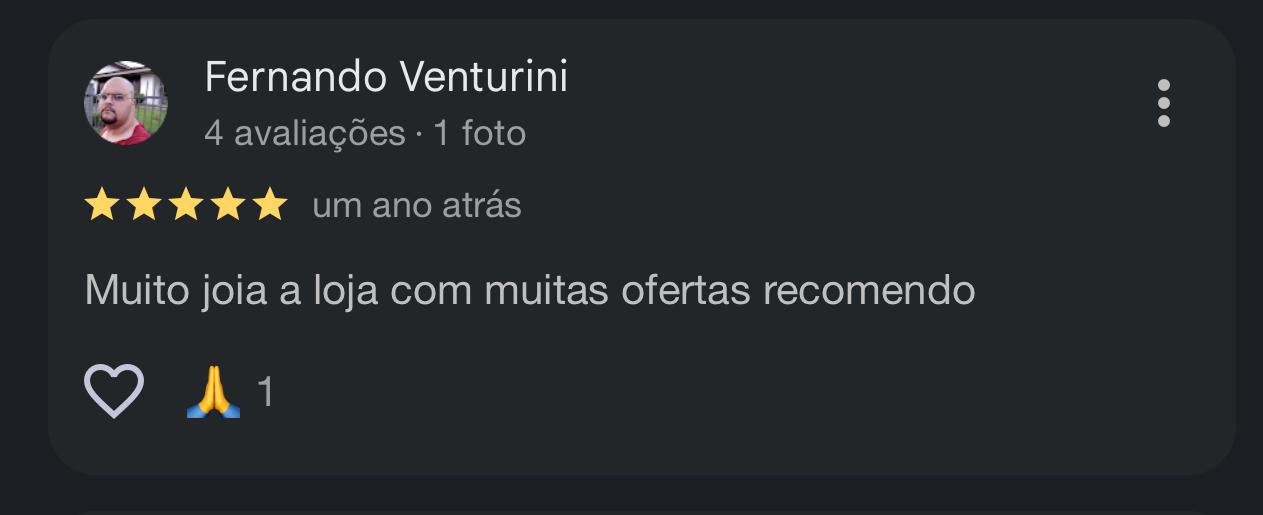 Fernando Venturini
4 avaliações · 1 foto
um ano atrás
Muito joia a loja com muitas ofertas recomendo
1